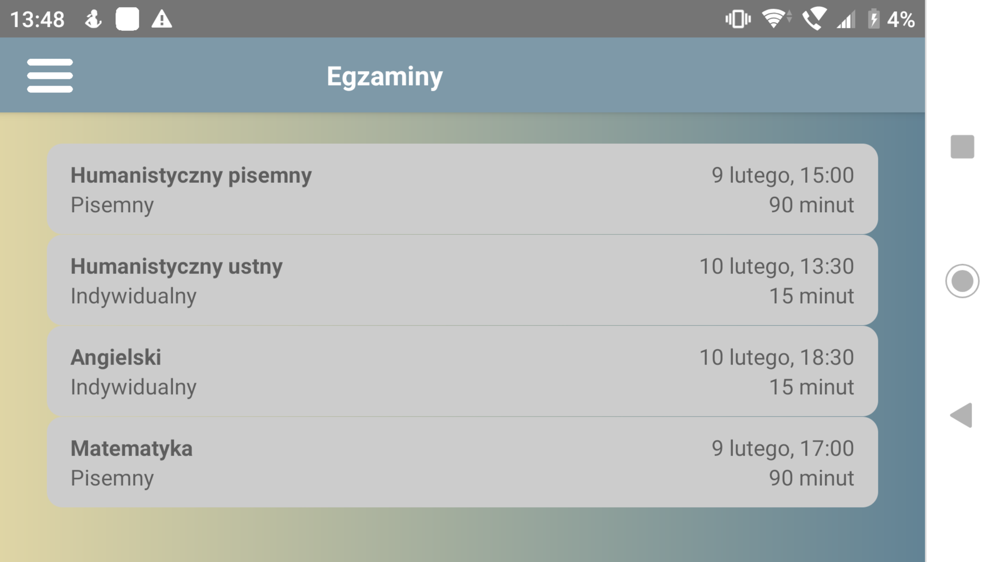 13:48
4%
Egzaminy
Humanistyczny pisemny
9 lutego, 15:00
Pisemny
90 minut
Humanistyczny ustny
10 lutego, 13:30
Indywidualny
15 minut
Angielski
10 lutego, 18:30
Indywidualny
15 minut
Matematyka
9 lutego, 17:00
Pisemny
90 minut